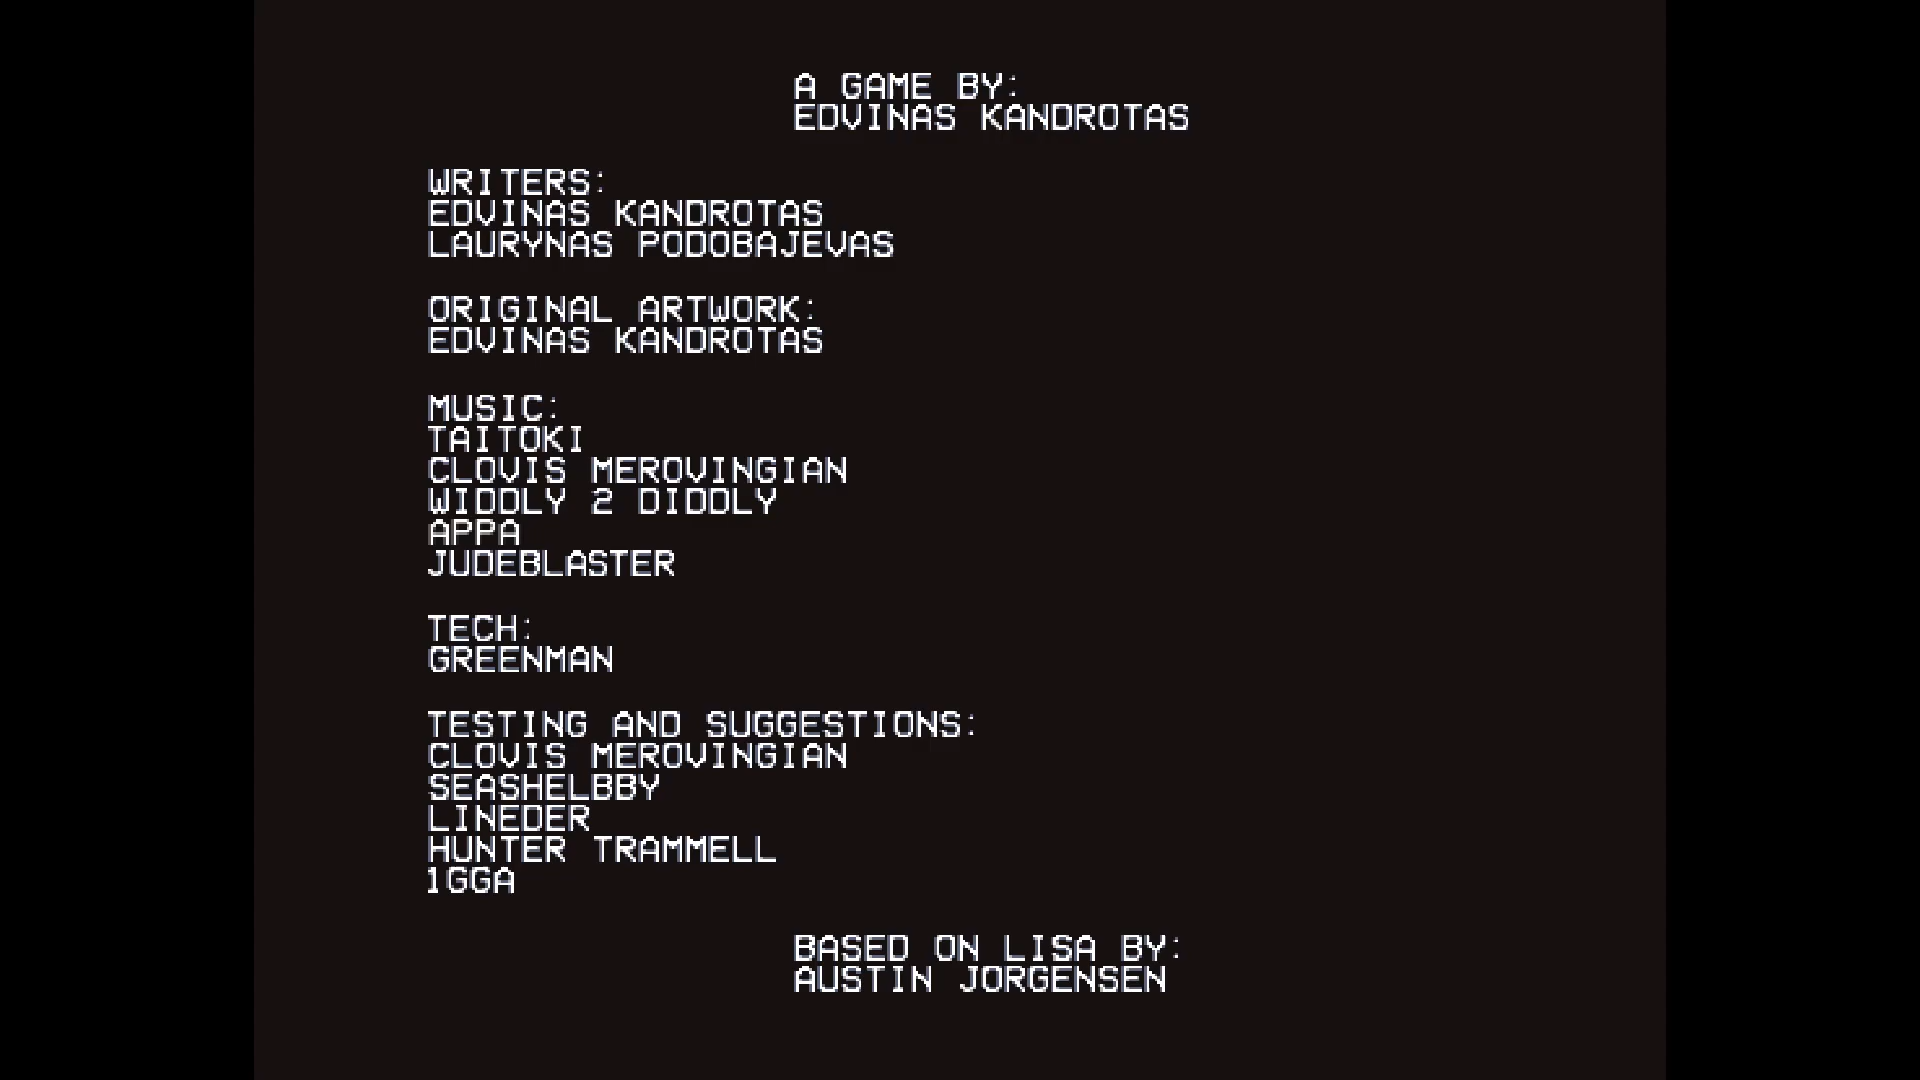 A GAME BY:
EDVINAS KANDROTAS
WRITERS:
EDVINAS KANDROTAS
LAURYNAS PODOBAJEVAS
ORIGINAL ARTWORK:
EDVINAS KANDROTAS
MUSIC:
TAITOKI
CLOVIS MEROVINGIAN
WIDDLY 2 DIDDLY
APPA
JUDEBLASTER
TECH:
GREENMAN
TESTING AND SUGGESTIONS:
CLOVIS MEROVINGIAN
SEASHELBBY
LINEDER
HUNTER TRAMMELL
1GGA
BASED ON LISA BY:
AUSTIN JORGENSEN